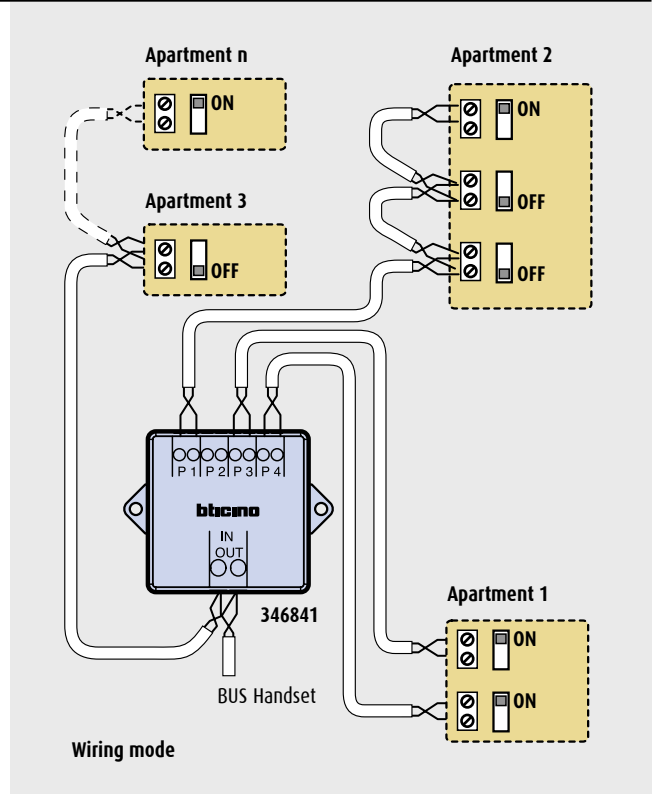 Apartment n
ON
Apartment 2
ON
OFF
OFF
Apartment 3
OFF
P 1 P 2 P 3 P 4
bticino
IN
OUT
346841
BUS Handset
Apartment 1
ON
ON
Wiring mode